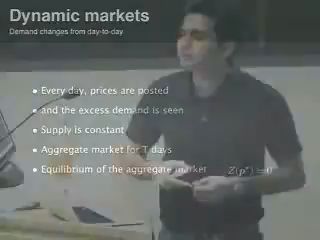 Dynamic markets
Demand changes from day-to-day
• Every day, prices are posted
• and the excess demand is seen
• Supply is constant
• Aggregate market for T days
• Equilibrium of the aggregate market Z(p*) = 0